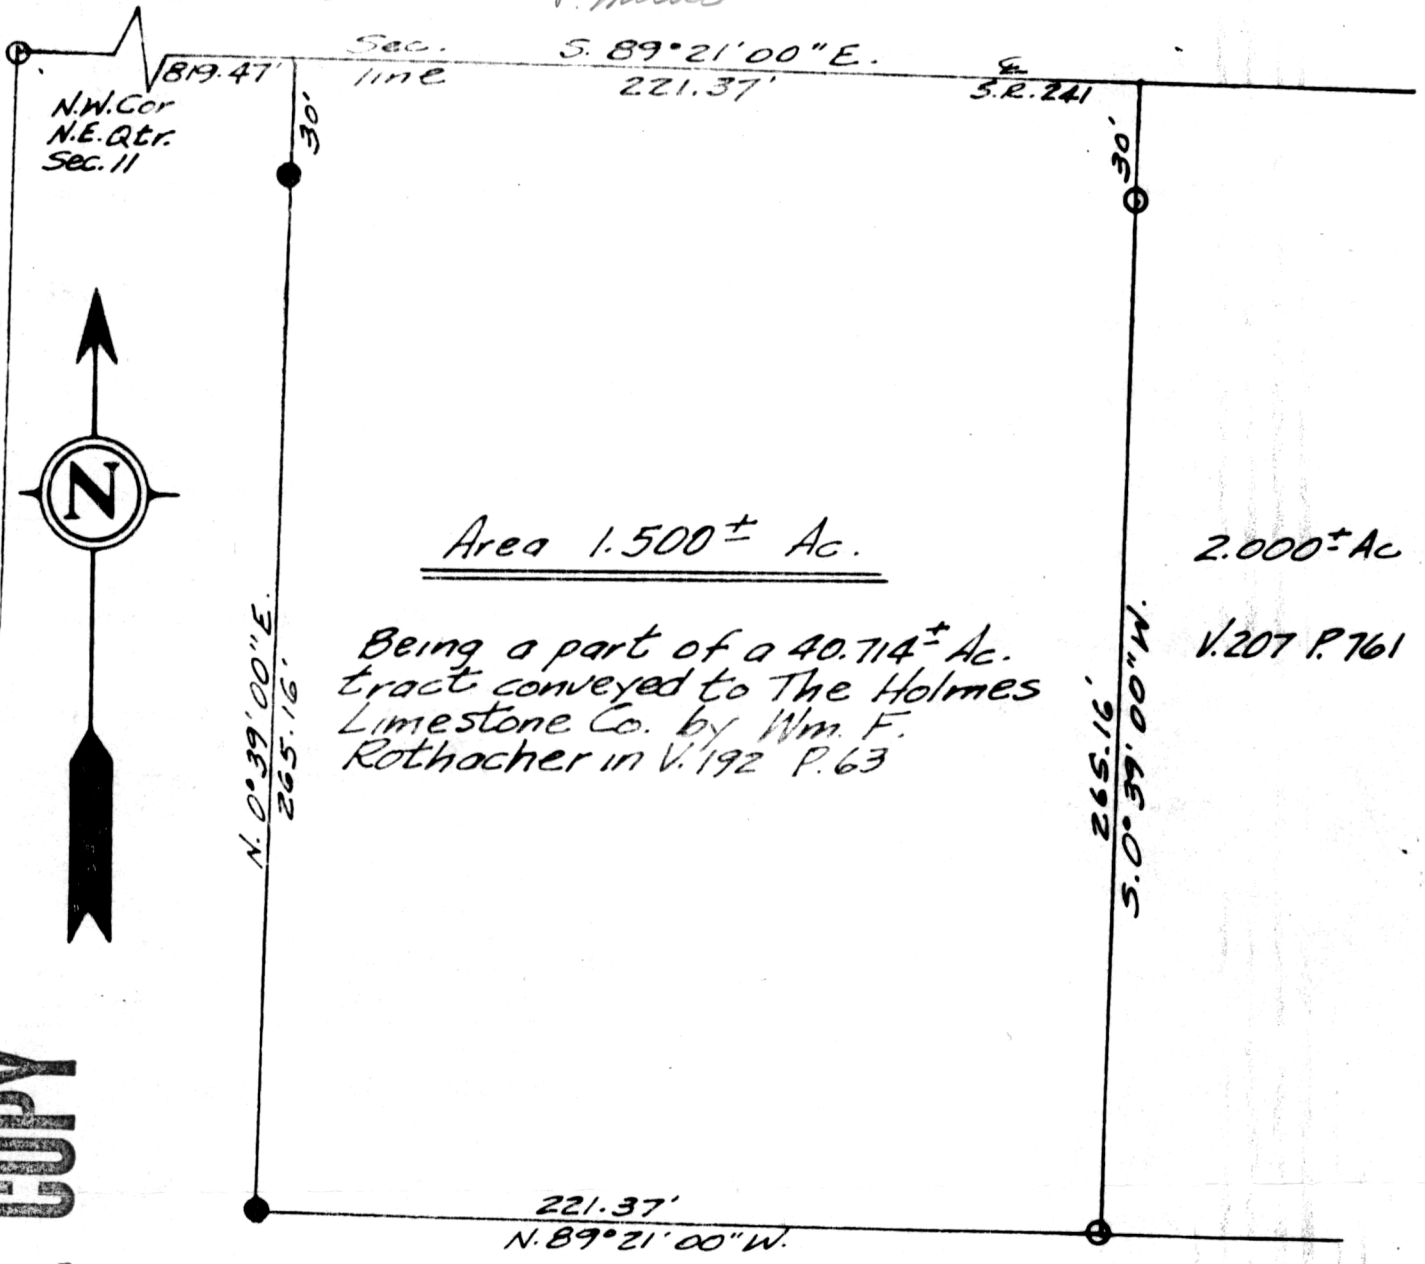 Sec.
line
S. 89°21'00"E.
221.37'
℄
S.R. 241
819.47'
N.W. Cor
N.E. Qtr.
Sec. 11
30'
30'
N
Area 1.500± Ac.
Being a part of a 40.714± Ac.
tract conveyed to The Holmes
Limestone Co. by Wm. F.
Rothacher in V. 192 P. 63
2.000± Ac
V. 207 P. 761
N. 0°39'00"E.
265.16'
265.16'
S. 0°39'00"W.
221.37'
N. 89°21'00"W.
COPY